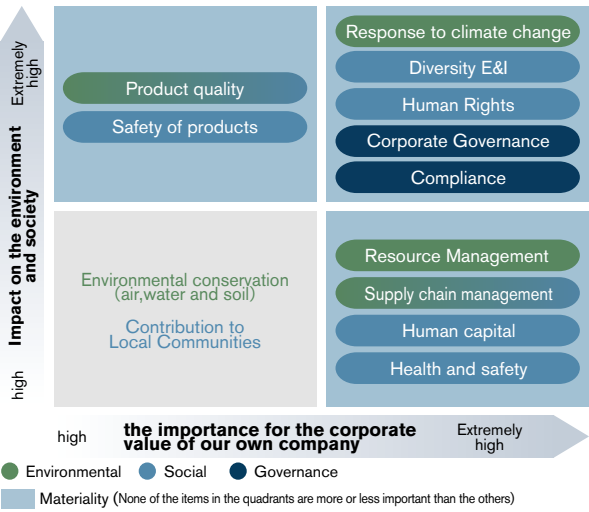 Extremely
high
Impact on the environment
and society
high
Product quality
Safety of products
Response to climate change
Diversity E&I
Human Rights
Corporate Governance
Compliance
Environmental conservation
(air,water and soil)
Contribution to
Local Communities
Resource Management
Supply chain management
Human capital
Health and safety
high
the importance for the corporate
value of our own company
Extremely
high
Environmental
Social
Governance
Materiality (None of the items in the quadrants are more or less important than the others)